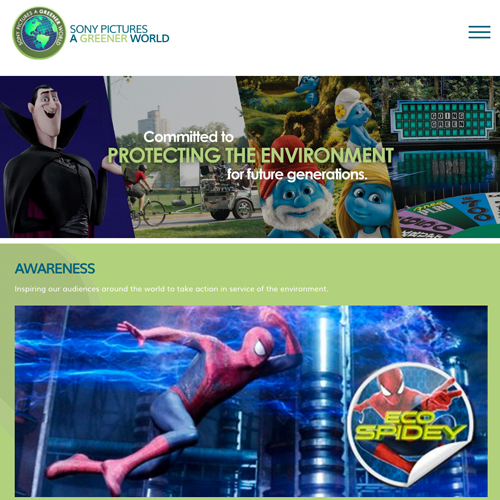 SONY PICTURES A GREENER WORLD
SONY PICTURES
A GREENER WORLD
Committed to
PROTECTING THE ENVIRONMENT
for future generations.
GOING
GREEN
AWARENESS
Inspiring our audiences around the world to take action in service of the environment.
ECO
SPIDEY